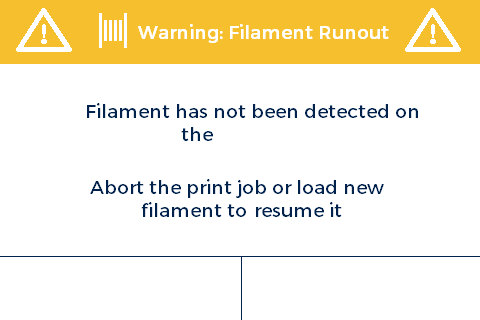 Warning: Filament Runout
Filament has not been detected on
the
Abort the print job or load new
filament to resume it